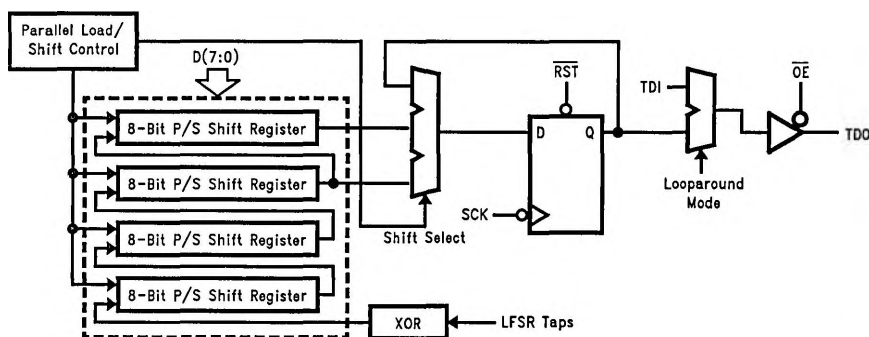 Parallel Load/
Shift Control
D(7:0)
8-Bit P/S Shift Register
8-Bit P/S Shift Register
8-Bit P/S Shift Register
8-Bit P/S Shift Register
Shift Select
XOR
LFSR Taps
RST
D
Q
SCK
TDI
Looparound
Mode
OE
TDO